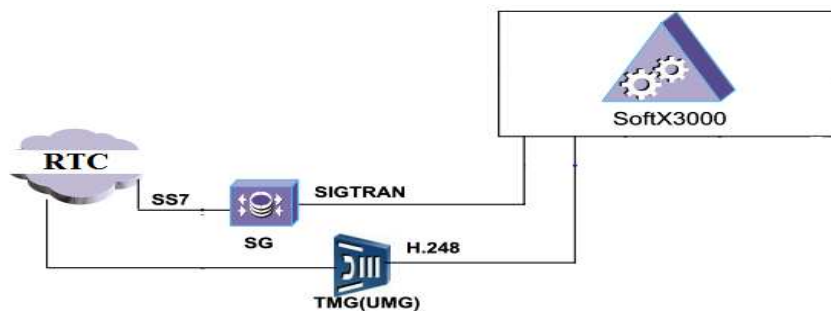 SoftX3000
RTC
SS7
SIGTRAN
SG
H.248
TMG(UMG)